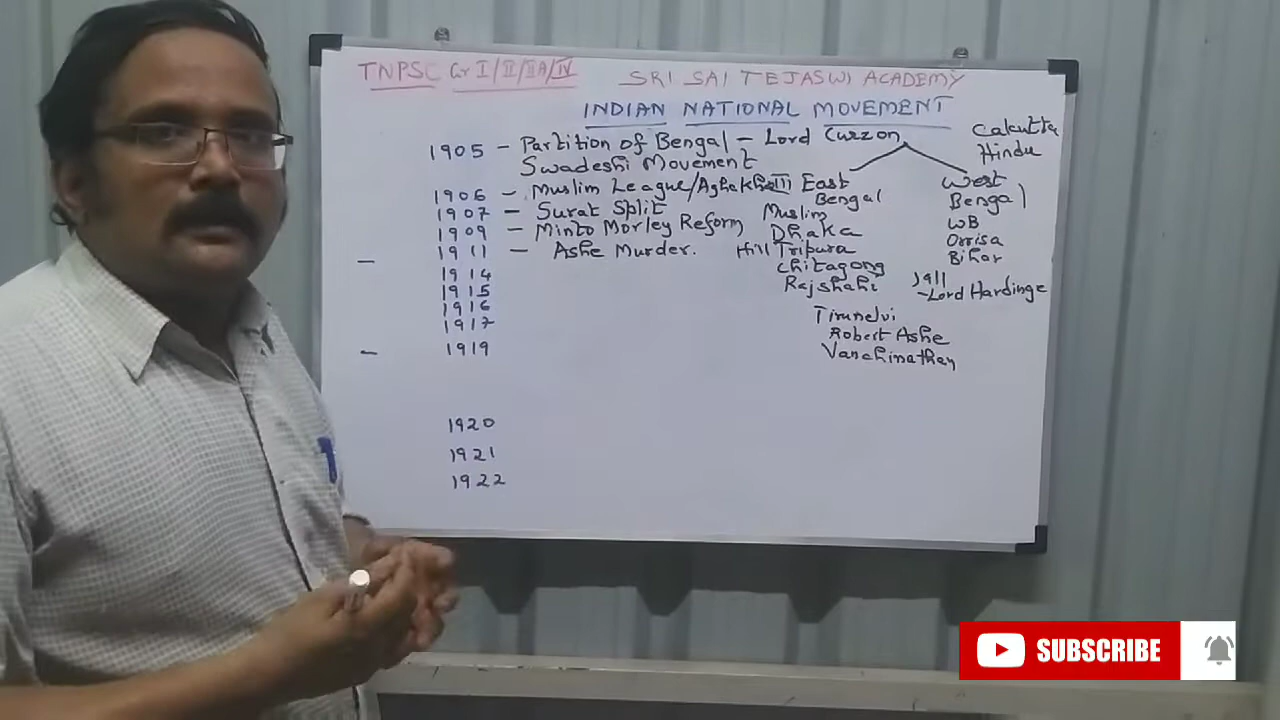 TNPSC Gr I/II/IIA/IV SRI SAI TEJASWI ACADEMY
INDIAN NATIONAL MOVEMENT
1905 - Partition of Bengal - Lord Curzon
Swadeshi Movement
1906 - Muslim League/Aghakhan III
1907 - Surat Split
1909 - Minto Morley Reform
1911 - Ashe Murder.
1914
1915
1916
1917
1919
1920
1921
1922
East
Bengal
Muslim
Dhaka
Hill Tripura
Chitagong
Rajshahi
Calcutta
Hindu
West
Bengal
WB
Orrisa
Bihar
1911
- Lord Hardinge
Tirunelvi
Robert Ashe
Vanchinathan
SUBSCRIBE